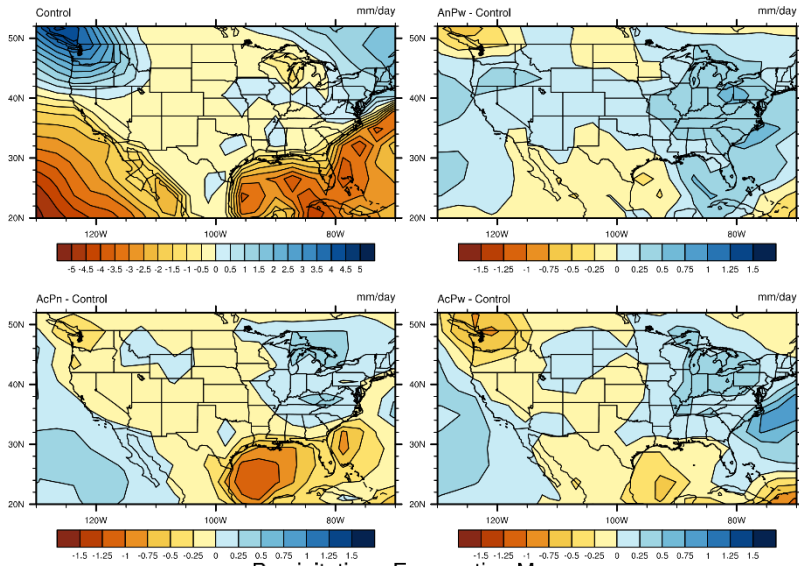 Control mm/day
AnPw - Control mm/day
50N
40N
30N
20N
120W 100W 80W
-5 -4.5 -4 -3.5 -3 -2.5 -2 -1.5 -1 -0.5 0 0.5 1 1.5 2 2.5 3 3.5 4 4.5 5
50N
40N
30N
20N
120W 100W 80W
-1.5 -1.25 -1 -0.75 -0.5 -0.25 0 0.25 0.5 0.75 1 1.25 1.5
AcPn - Control mm/day
AcPw - Control mm/day
50N
40N
30N
20N
120W 100W 80W
-1.5 -1.25 -1 -0.75 -0.5 -0.25 0 0.25 0.5 0.75 1 1.25 1.5
50N
40N
30N
20N
120W 100W 80W
-1.5 -1.25 -1 -0.75 -0.5 -0.25 0 0.25 0.5 0.75 1 1.25 1.5